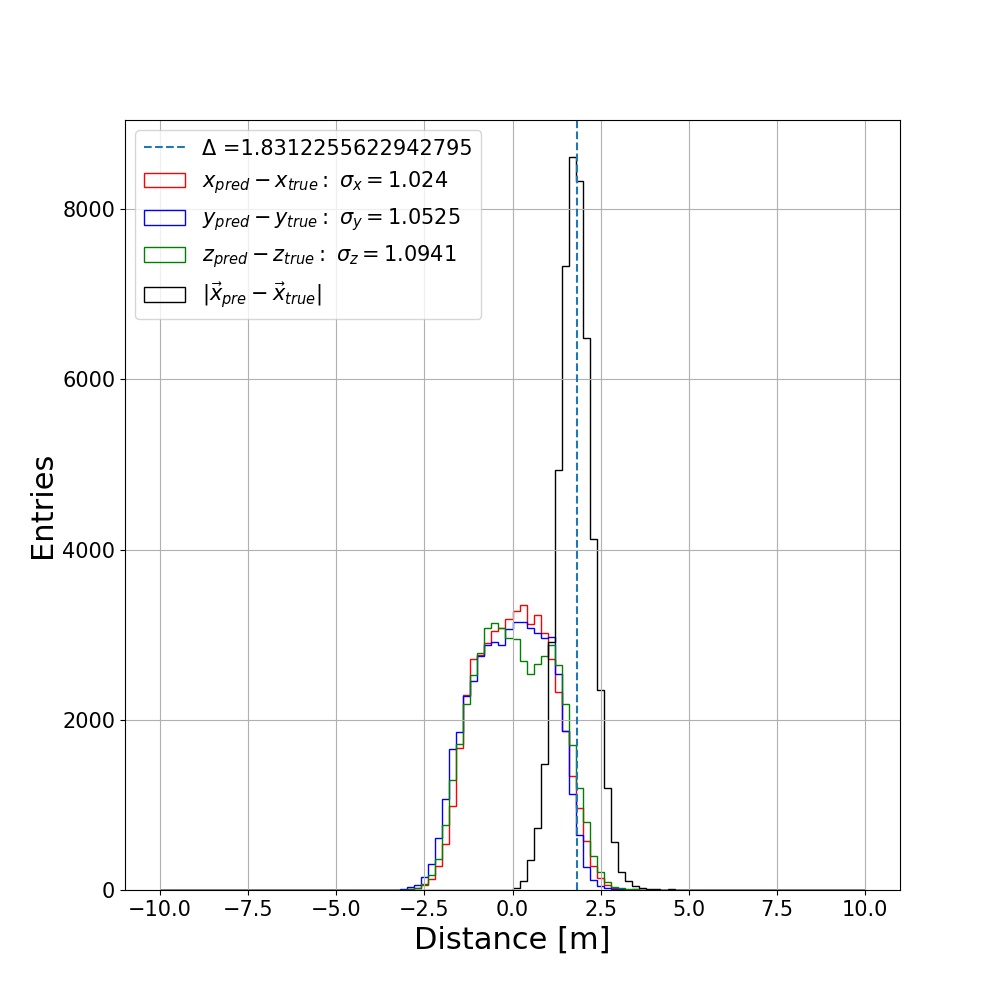 Δ =1.8312255622942795
x_pred − x_true : σ_x = 1.024
y_pred − y_true : σ_y = 1.0525
z_pred − z_true : σ_z = 1.0941
|x⃗_pre − x⃗_true|
8000
6000
4000
2000
0
Entries
−10.0 −7.5 −5.0 −2.5 0.0 2.5 5.0 7.5 10.0
Distance [m]